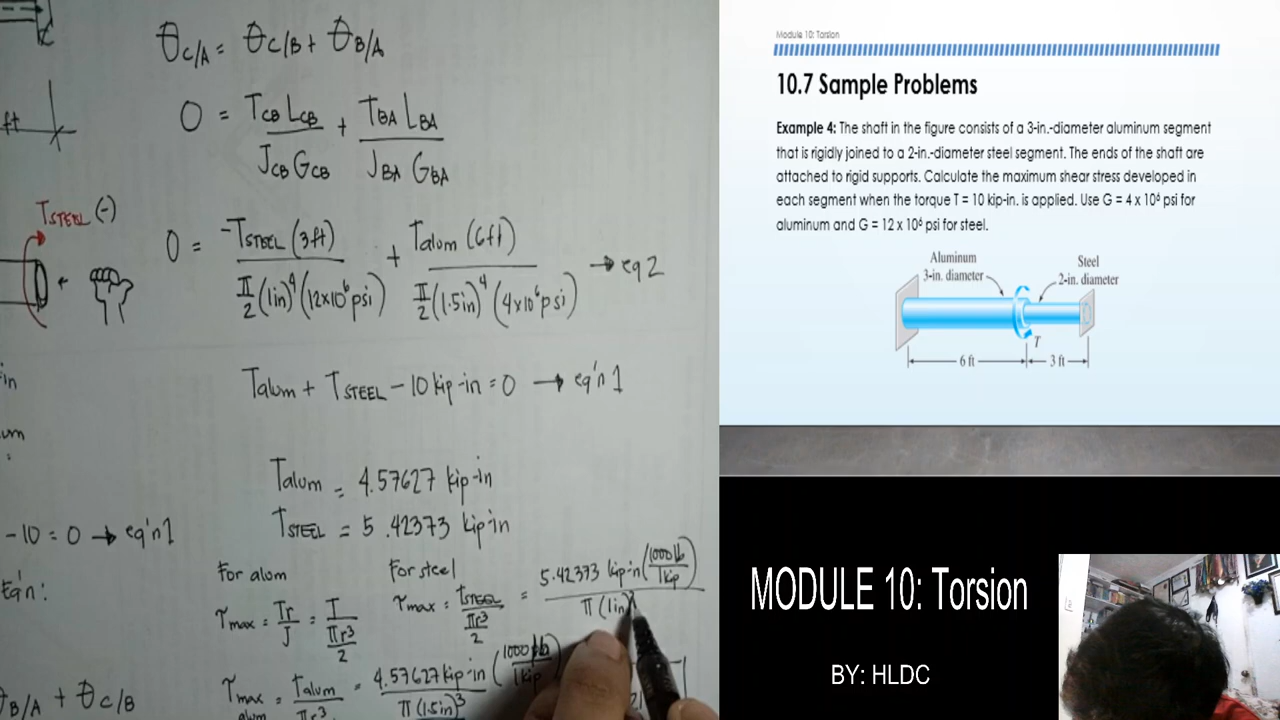 θC/A = θC/B + θB/A
0 = TCB LCB / JCB GCB + TBA LBA / JBA GBA
ft
TSTEEL (-)
0 = -TSTEEL (3ft) / π/2 (1in)⁴ (12x10⁶ psi) + Talum (6ft) / π/2 (1.5in)⁴ (4x10⁶ psi) → eq 2
in
Talum + TSTEEL - 10 kip-in = 0 → eq'n 1
Talum = 4.57627 kip-in
TSTEEL = 5.42373 kip-in
- 10 = 0 → eq'n 1
For alum
τmax = Tr/J = T / πr³/2
τmax alum = Talum / πr³ = 4.57627 kip-in (1000 lb / 1 kip) / π (1.5in)³
For steel
τmax = TSTEEL / πr³/2 = 5.42373 kip-in (1000 lb / 1 kip) / π (1in)
θB/A + θC/B
Module 10: Torsion
10.7 Sample Problems
Example 4: The shaft in the figure consists of a 3-in.-diameter aluminum segment
that is rigidly joined to a 2-in.-diameter steel segment. The ends of the shaft are
attached to rigid supports. Calculate the maximum shear stress developed in
each segment when the torque T = 10 kip-in. is applied. Use G = 4 x 10⁶ psi for
aluminum and G = 12 x 10⁶ psi for steel.
Aluminum
3-in. diameter
Steel
2-in. diameter
T
6 ft
3 ft
MODULE 10: Torsion
BY: HLDC